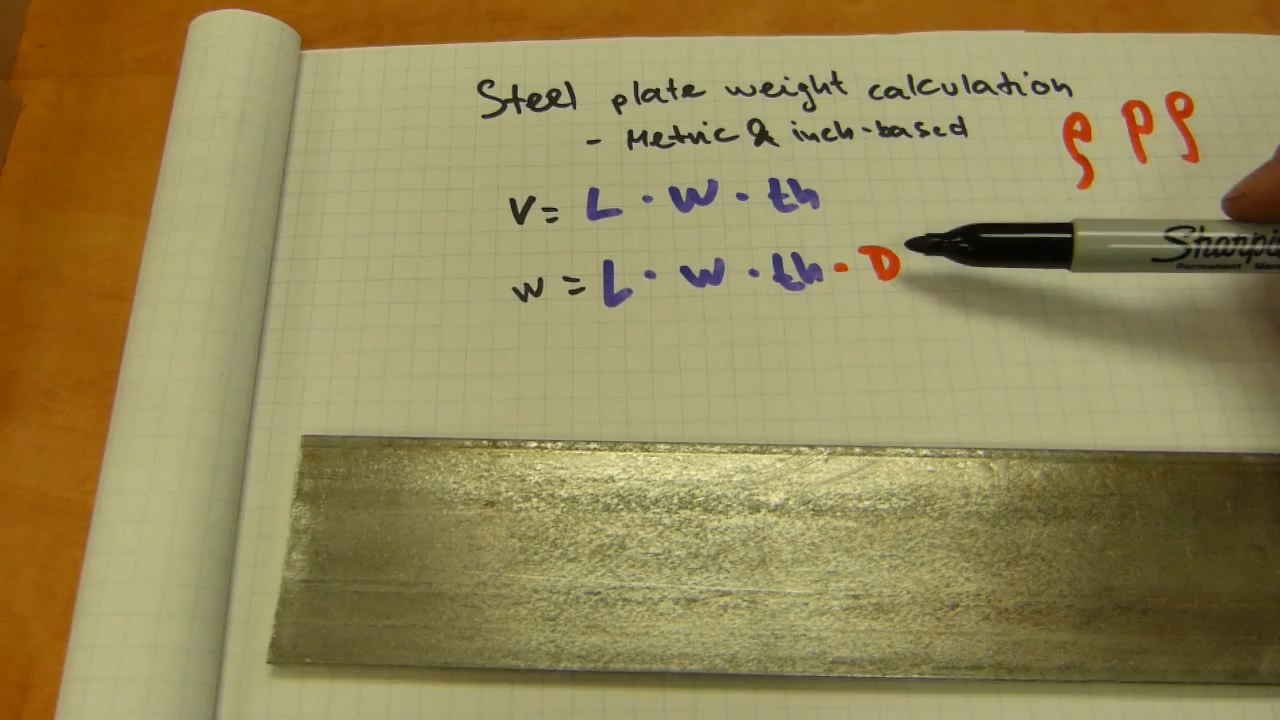 Steel plate weight calculation
- Metric & inch-based
ρ ρ ρ
V = L · W · th
w = L · W · th · D
Sharpie